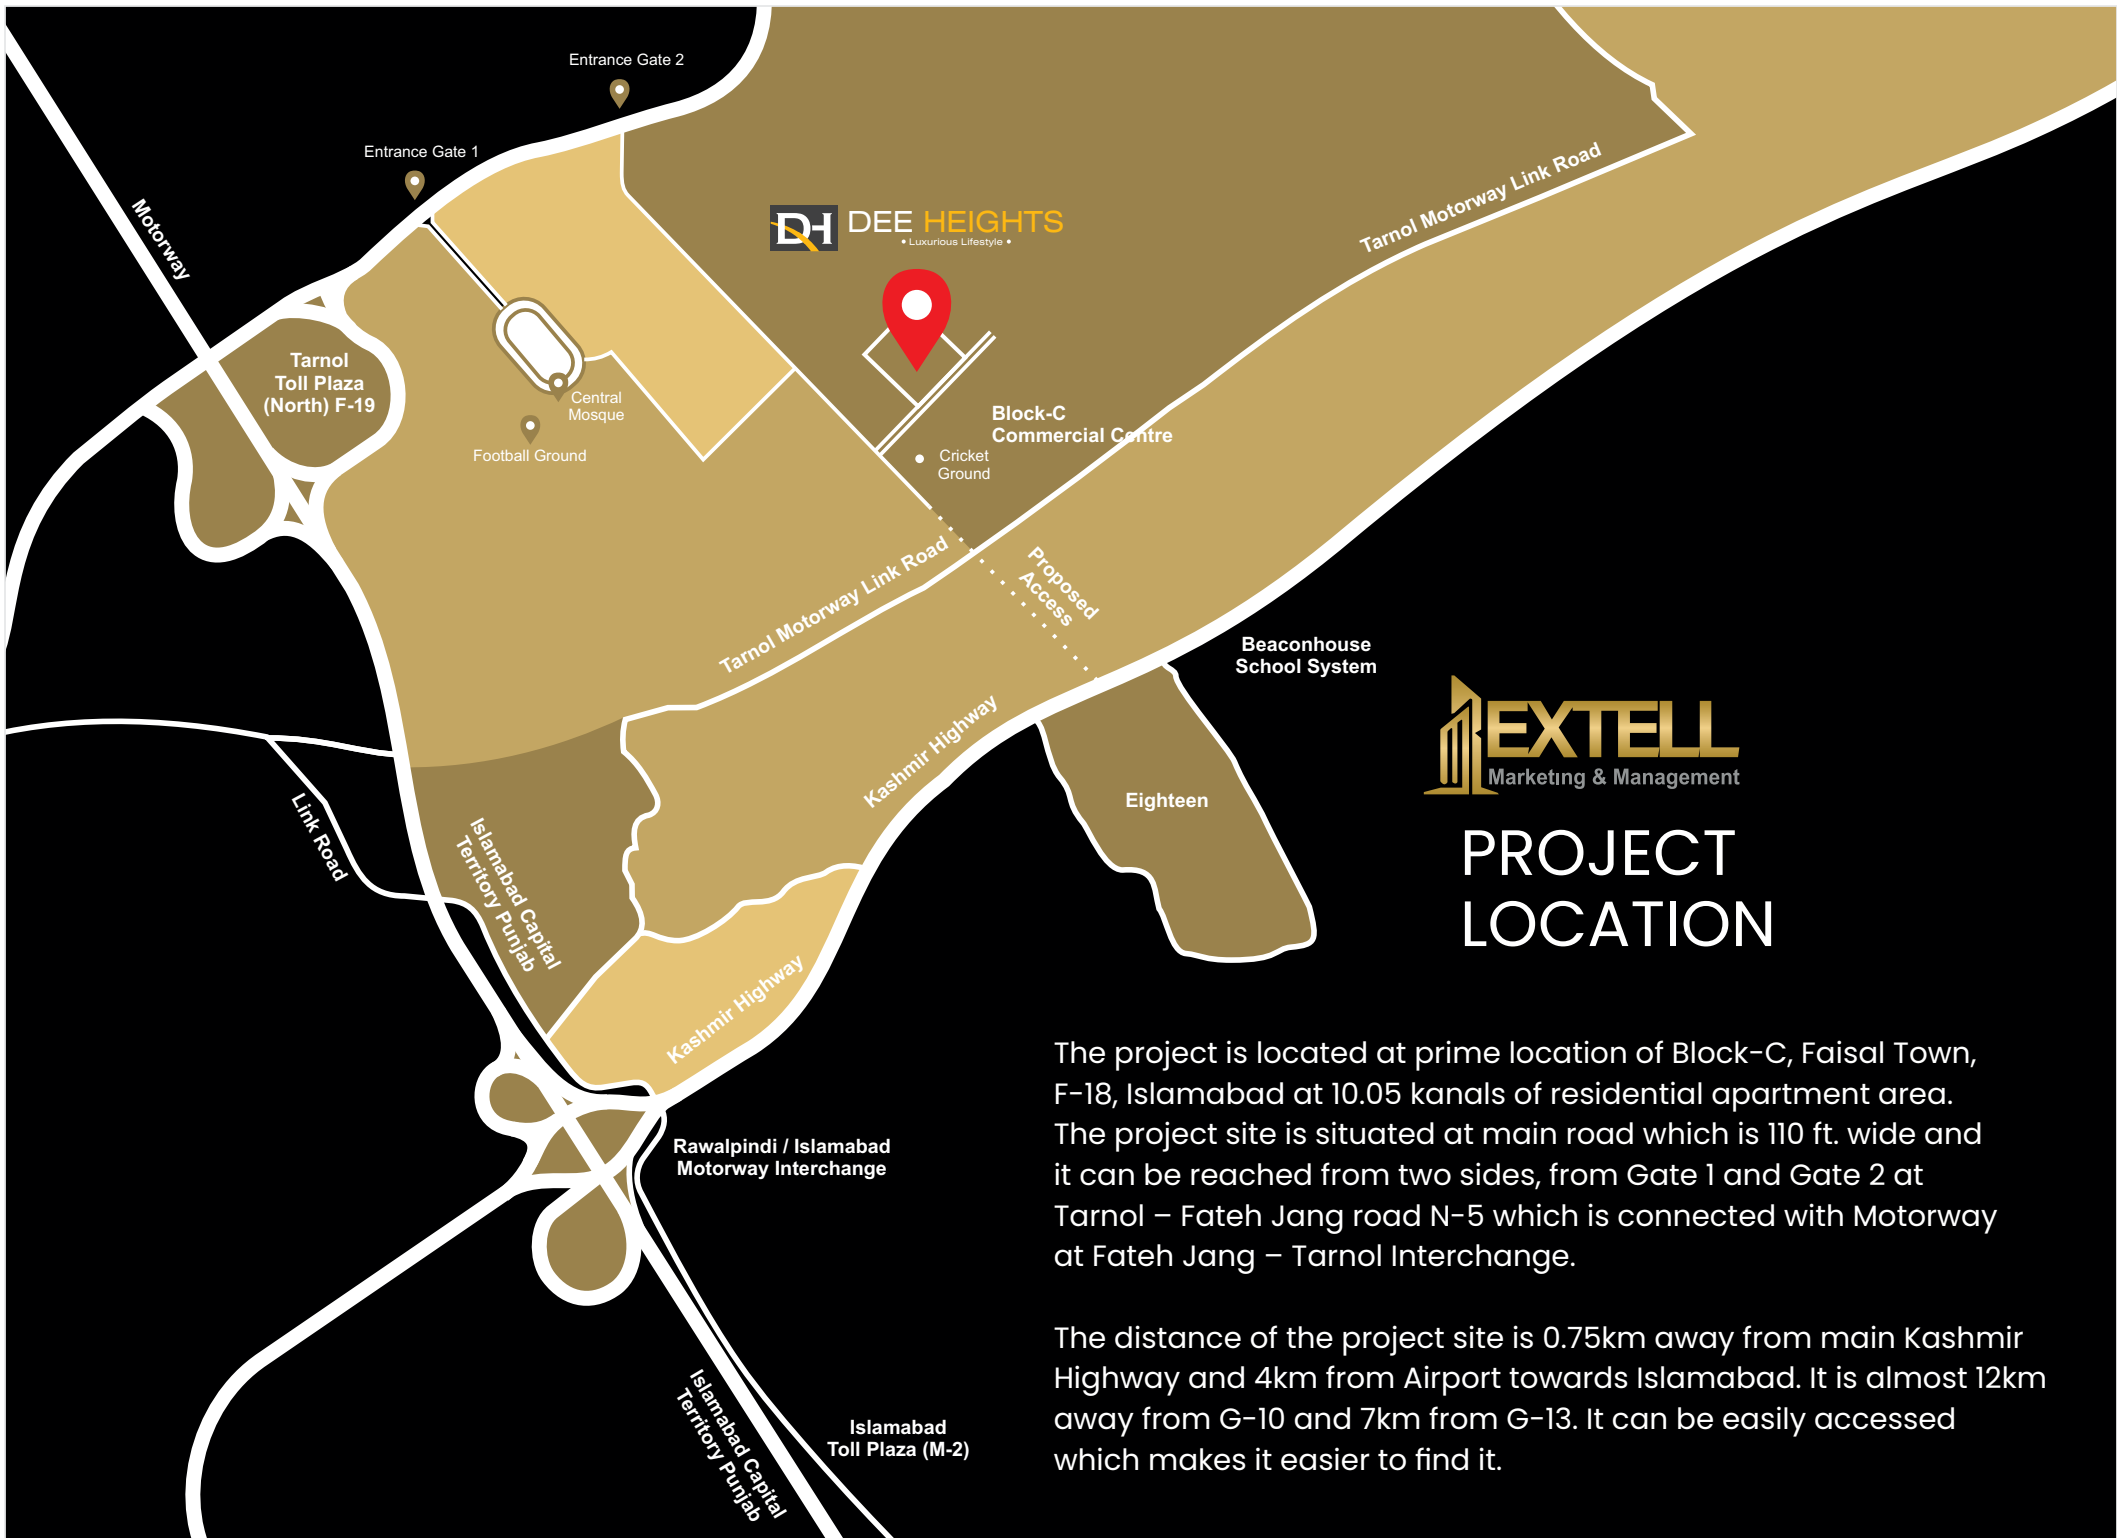 Entrance Gate 2
Entrance Gate 1
Motorway
DH
DEE HEIGHTS
• Luxurious Lifestyle •
Tarnol Motorway Link Road
Tarnol
Toll Plaza
(North) F-19
Central
Mosque
Football Ground
Block-C
Commercial Centre
Cricket
Ground
Tarnol Motorway Link Road
Proposed
Access
Beaconhouse
School System
Kashmir Highway
Eighteen
EXTELL
Marketing & Management
PROJECT
LOCATION
Link Road
Islamabad Capital
Territory Punjab
Kashmir Highway
Rawalpindi / Islamabad
Motorway Interchange
The project is located at prime location of Block-C, Faisal Town,
F-18, Islamabad at 10.05 kanals of residential apartment area.
The project site is situated at main road which is 110 ft. wide and
it can be reached from two sides, from Gate 1 and Gate 2 at
Tarnol – Fateh Jang road N-5 which is connected with Motorway
at Fateh Jang – Tarnol Interchange.
The distance of the project site is 0.75km away from main Kashmir
Highway and 4km from Airport towards Islamabad. It is almost 12km
away from G-10 and 7km from G-13. It can be easily accessed
which makes it easier to find it.
Islamabad Capital
Territory Punjab
Islamabad
Toll Plaza (M-2)